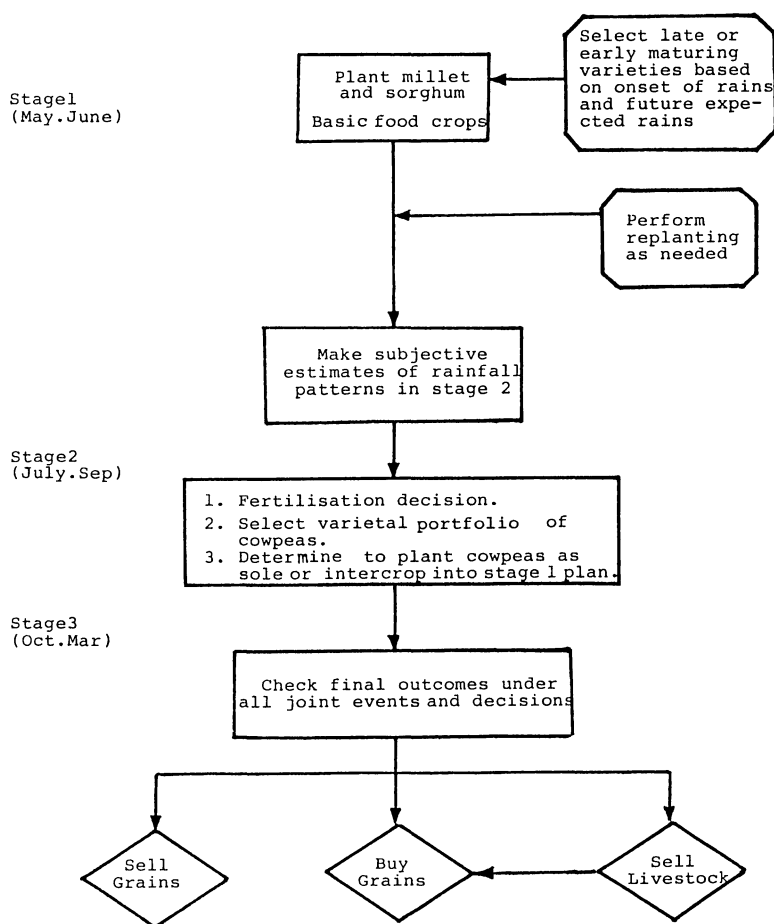 Stage1
(May.June)
Plant millet
and sorghum
Basic food crops
Select late or
early maturing
varieties based
on onset of rains
and future expe-
cted rains
Perform
replanting
as needed
Make subjective
estimates of rainfall
patterns in stage 2
Stage2
(July.Sep)
1. Fertilisation decision.
2. Select varietal portfolio of
cowpeas.
3. Determine to plant cowpeas as
sole or intercrop into stage 1 plan.
Stage3
(Oct.Mar)
Check final outcomes under
all joint events and decisions
Sell
Grains
Buy
Grains
Sell
Livestock